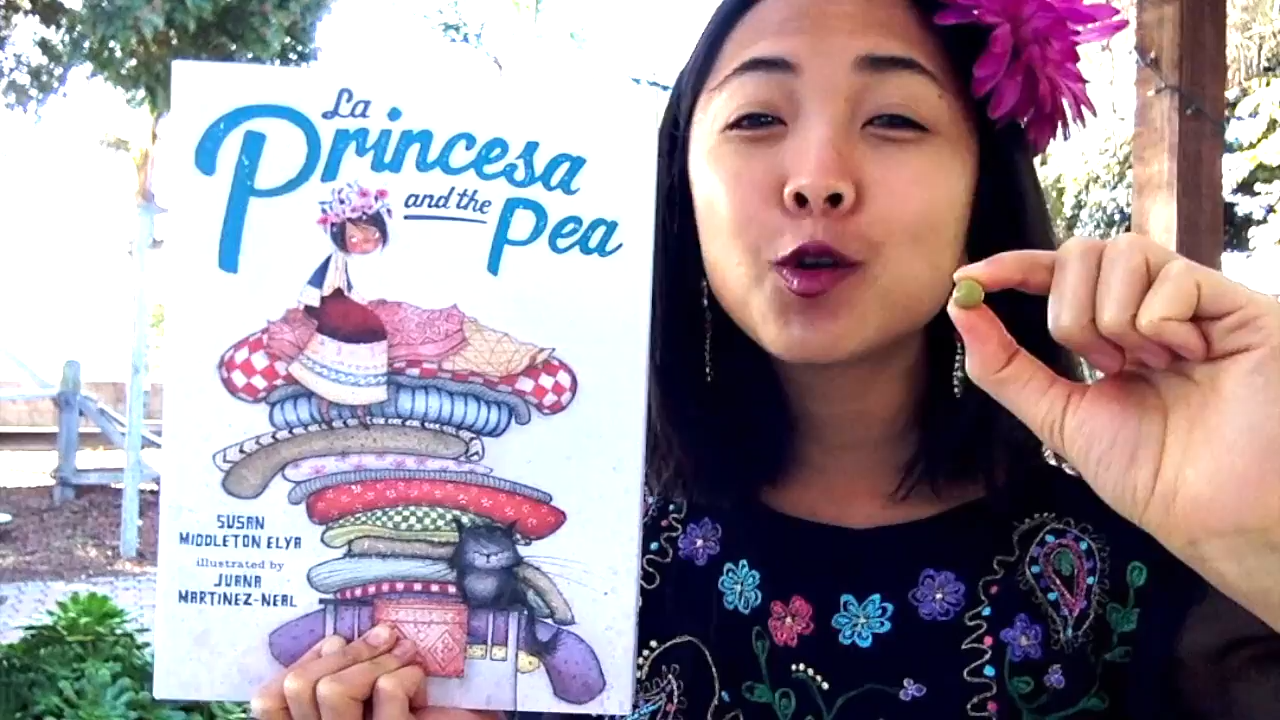 La
Princesa
and the
Pea
SUSAN
MIDDLETON ELYA
illustrated by
JUANA
MARTINEZ-NEAL